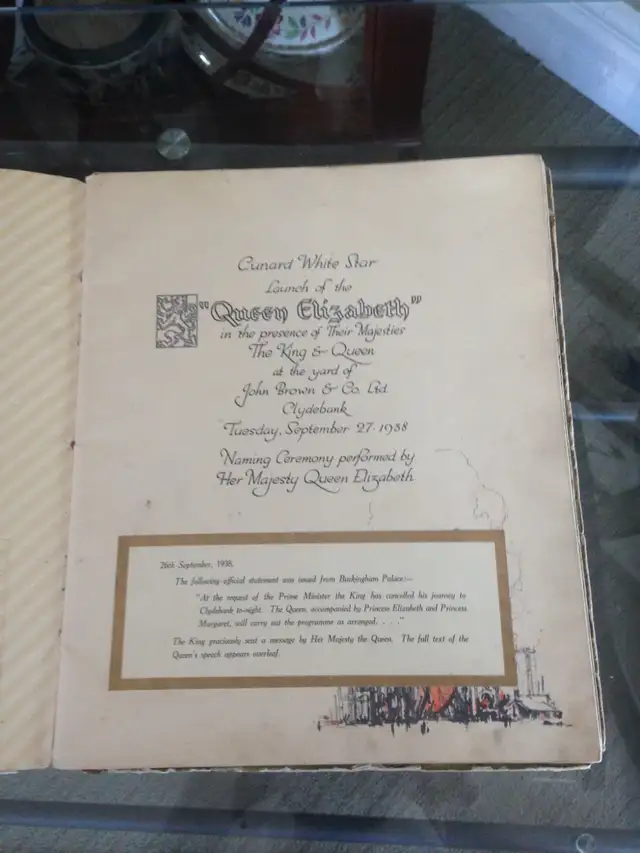 Cunard White Star
Launch of the
"Queen Elizabeth"
in the presence of Their Majesties
The King & Queen
at the yard of
John Brown & Co. Ltd.
Clydebank
Tuesday, September 27·1938
Naming Ceremony performed by
Her Majesty Queen Elizabeth
26th September, 1938.
The following official statement was issued from Buckingham Palace:—
"At the request of the Prime Minister the King has cancelled his journey to
Clydebank to-night. The Queen, accompanied by Princess Elizabeth and Princess
Margaret, will carry out the programme as arranged. . . ."
The King graciously sent a message by Her Majesty the Queen. The full text of the
Queen's speech appears overleaf.